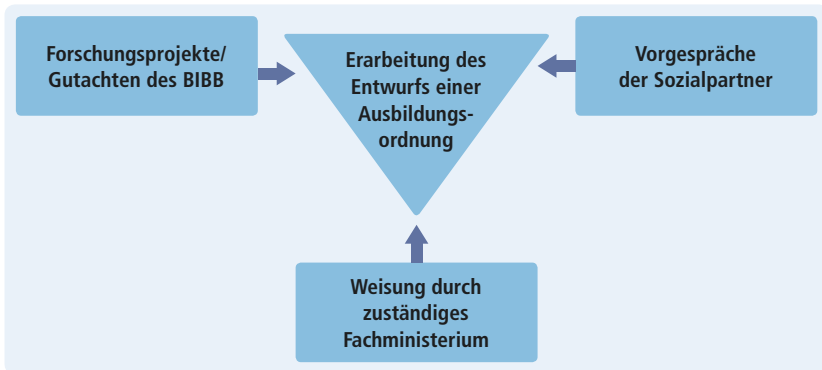 Forschungsprojekte/
Gutachten des BIBB
Erarbeitung des
Entwurfs einer
Ausbildungs-
ordnung
Vorgespräche
der Sozialpartner
Weisung durch
zuständiges
Fachministerium